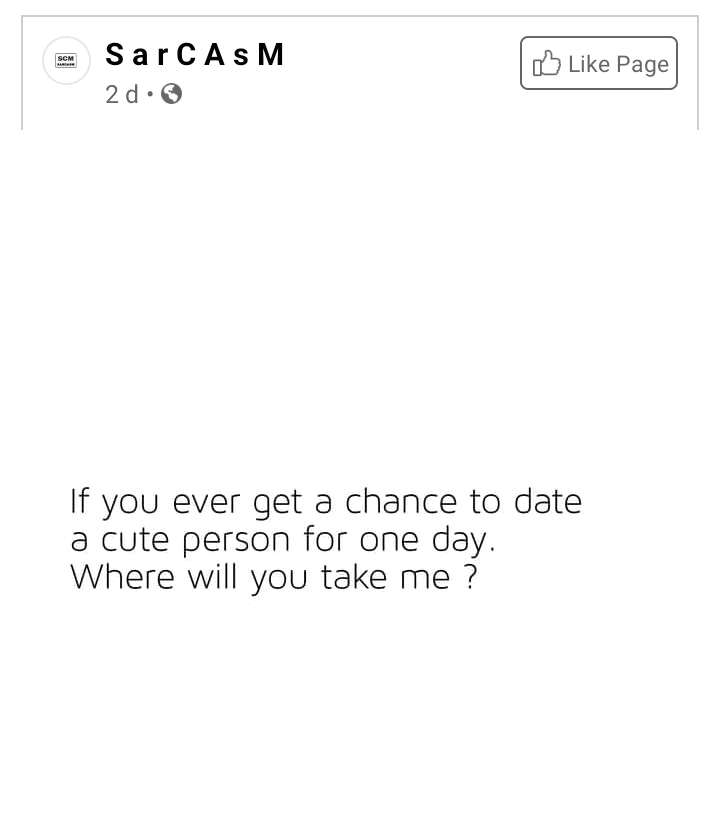 SCM
SARCASM
SarCAsM
Like Page
2 d •
If you ever get a chance to date
a cute person for one day.
Where will you take me ?